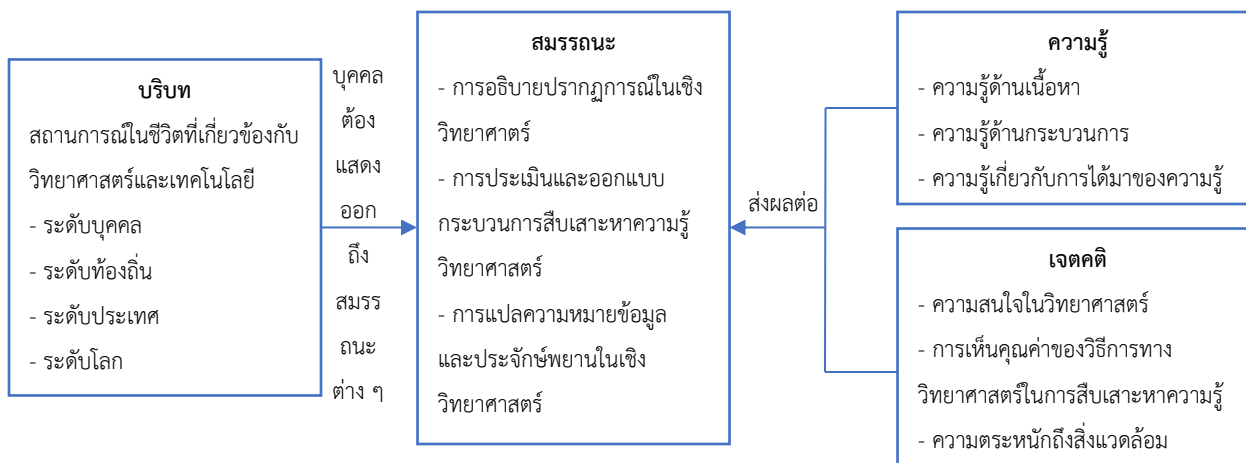 บริบท
สถานการณ์ในชีวิตที่เกี่ยวข้องกับ
วิทยาศาสตร์และเทคโนโลยี
- ระดับบุคคล
- ระดับท้องถิ่น
- ระดับประเทศ
- ระดับโลก
บุคคล
ต้อง
แสดง
ออก
ถึง
สมรร
ถนะ
ต่าง ๆ
สมรรถนะ
- การอธิบายปรากฏการณ์ในเชิง
วิทยาศาตร์
- การประเมินและออกแบบ
กระบวนการสืบเสาะหาความรู้
วิทยาศาสตร์
- การแปลความหมายข้อมูล
และประจักษ์พยานในเชิง
วิทยาศาสตร์
ส่งผลต่อ
ความรู้
- ความรู้ด้านเนื้อหา
- ความรู้ด้านกระบวนการ
- ความรู้เกี่ยวกับการได้มาของความรู้
เจตคติ
- ความสนใจในวิทยาศาสตร์
- การเห็นคุณค่าของวิธีการทาง
วิทยาศาสตร์ในการสืบเสาะหาความรู้
- ความตระหนักถึงสิ่งแวดล้อม